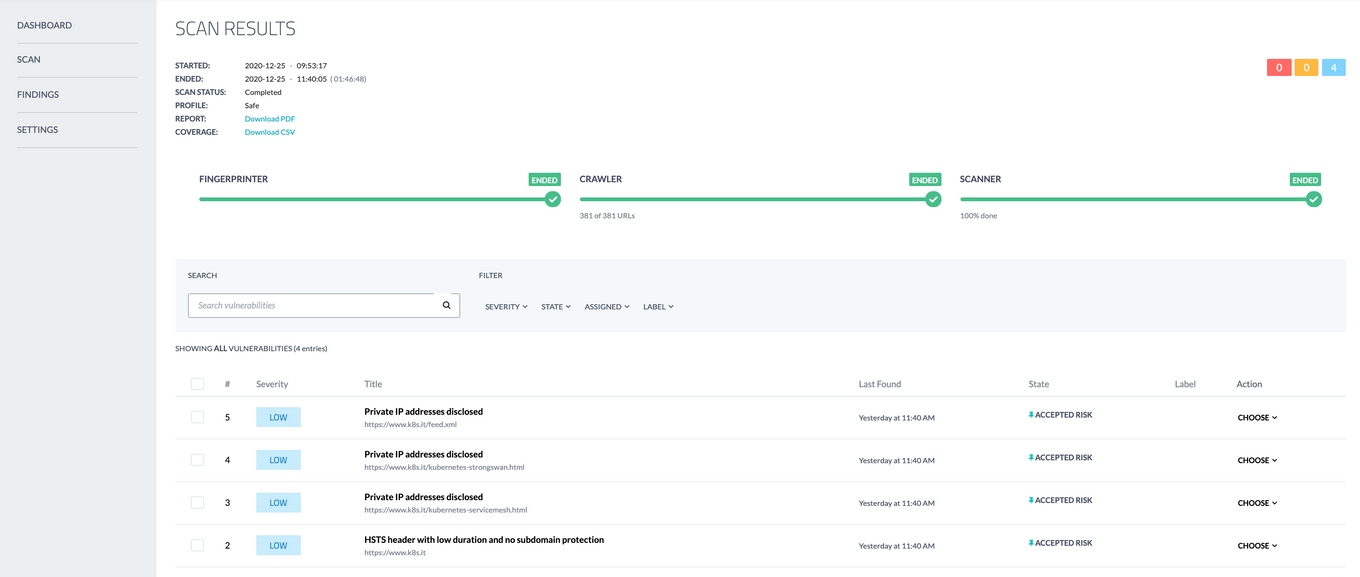 DASHBOARD
SCAN
FINDINGS
SETTINGS
SCAN RESULTS
STARTED: 2020-12-25 - 09:53:17
ENDED: 2020-12-25 - 11:40:05 (01:46:48)
SCAN STATUS: Completed
PROFILE: Safe
REPORT: Download PDF
COVERAGE: Download CSV
0 0 4
FINGERPRINTER ENDED CRAWLER ENDED SCANNER ENDED
381 of 381 URLs 100% done
SEARCH FILTER
Search vulnerabilities SEVERITY STATE ASSIGNED LABEL
SHOWING ALL VULNERABILITIES (4 entries)
# Severity Title Last Found State Label Action
5 LOW Private IP addresses disclosed Yesterday at 11:40 AM ACCEPTED RISK CHOOSE
https://www.k8s.it/feed.xml
4 LOW Private IP addresses disclosed Yesterday at 11:40 AM ACCEPTED RISK CHOOSE
https://www.k8s.it/kubernetes-strongswan.html
3 LOW Private IP addresses disclosed Yesterday at 11:40 AM ACCEPTED RISK CHOOSE
https://www.k8s.it/kubernetes-servicemesh.html
2 LOW HSTS header with low duration and no subdomain protection Yesterday at 11:40 AM ACCEPTED RISK CHOOSE
https://www.k8s.it